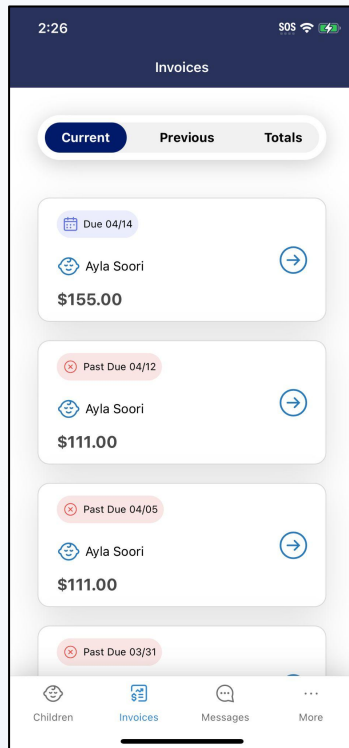 2:26 SOS
Invoices
Current Previous Totals
Due 04/14
Ayla Soori
$155.00
Past Due 04/12
Ayla Soori
$111.00
Past Due 04/05
Ayla Soori
$111.00
Past Due 03/31
Children Invoices Messages More